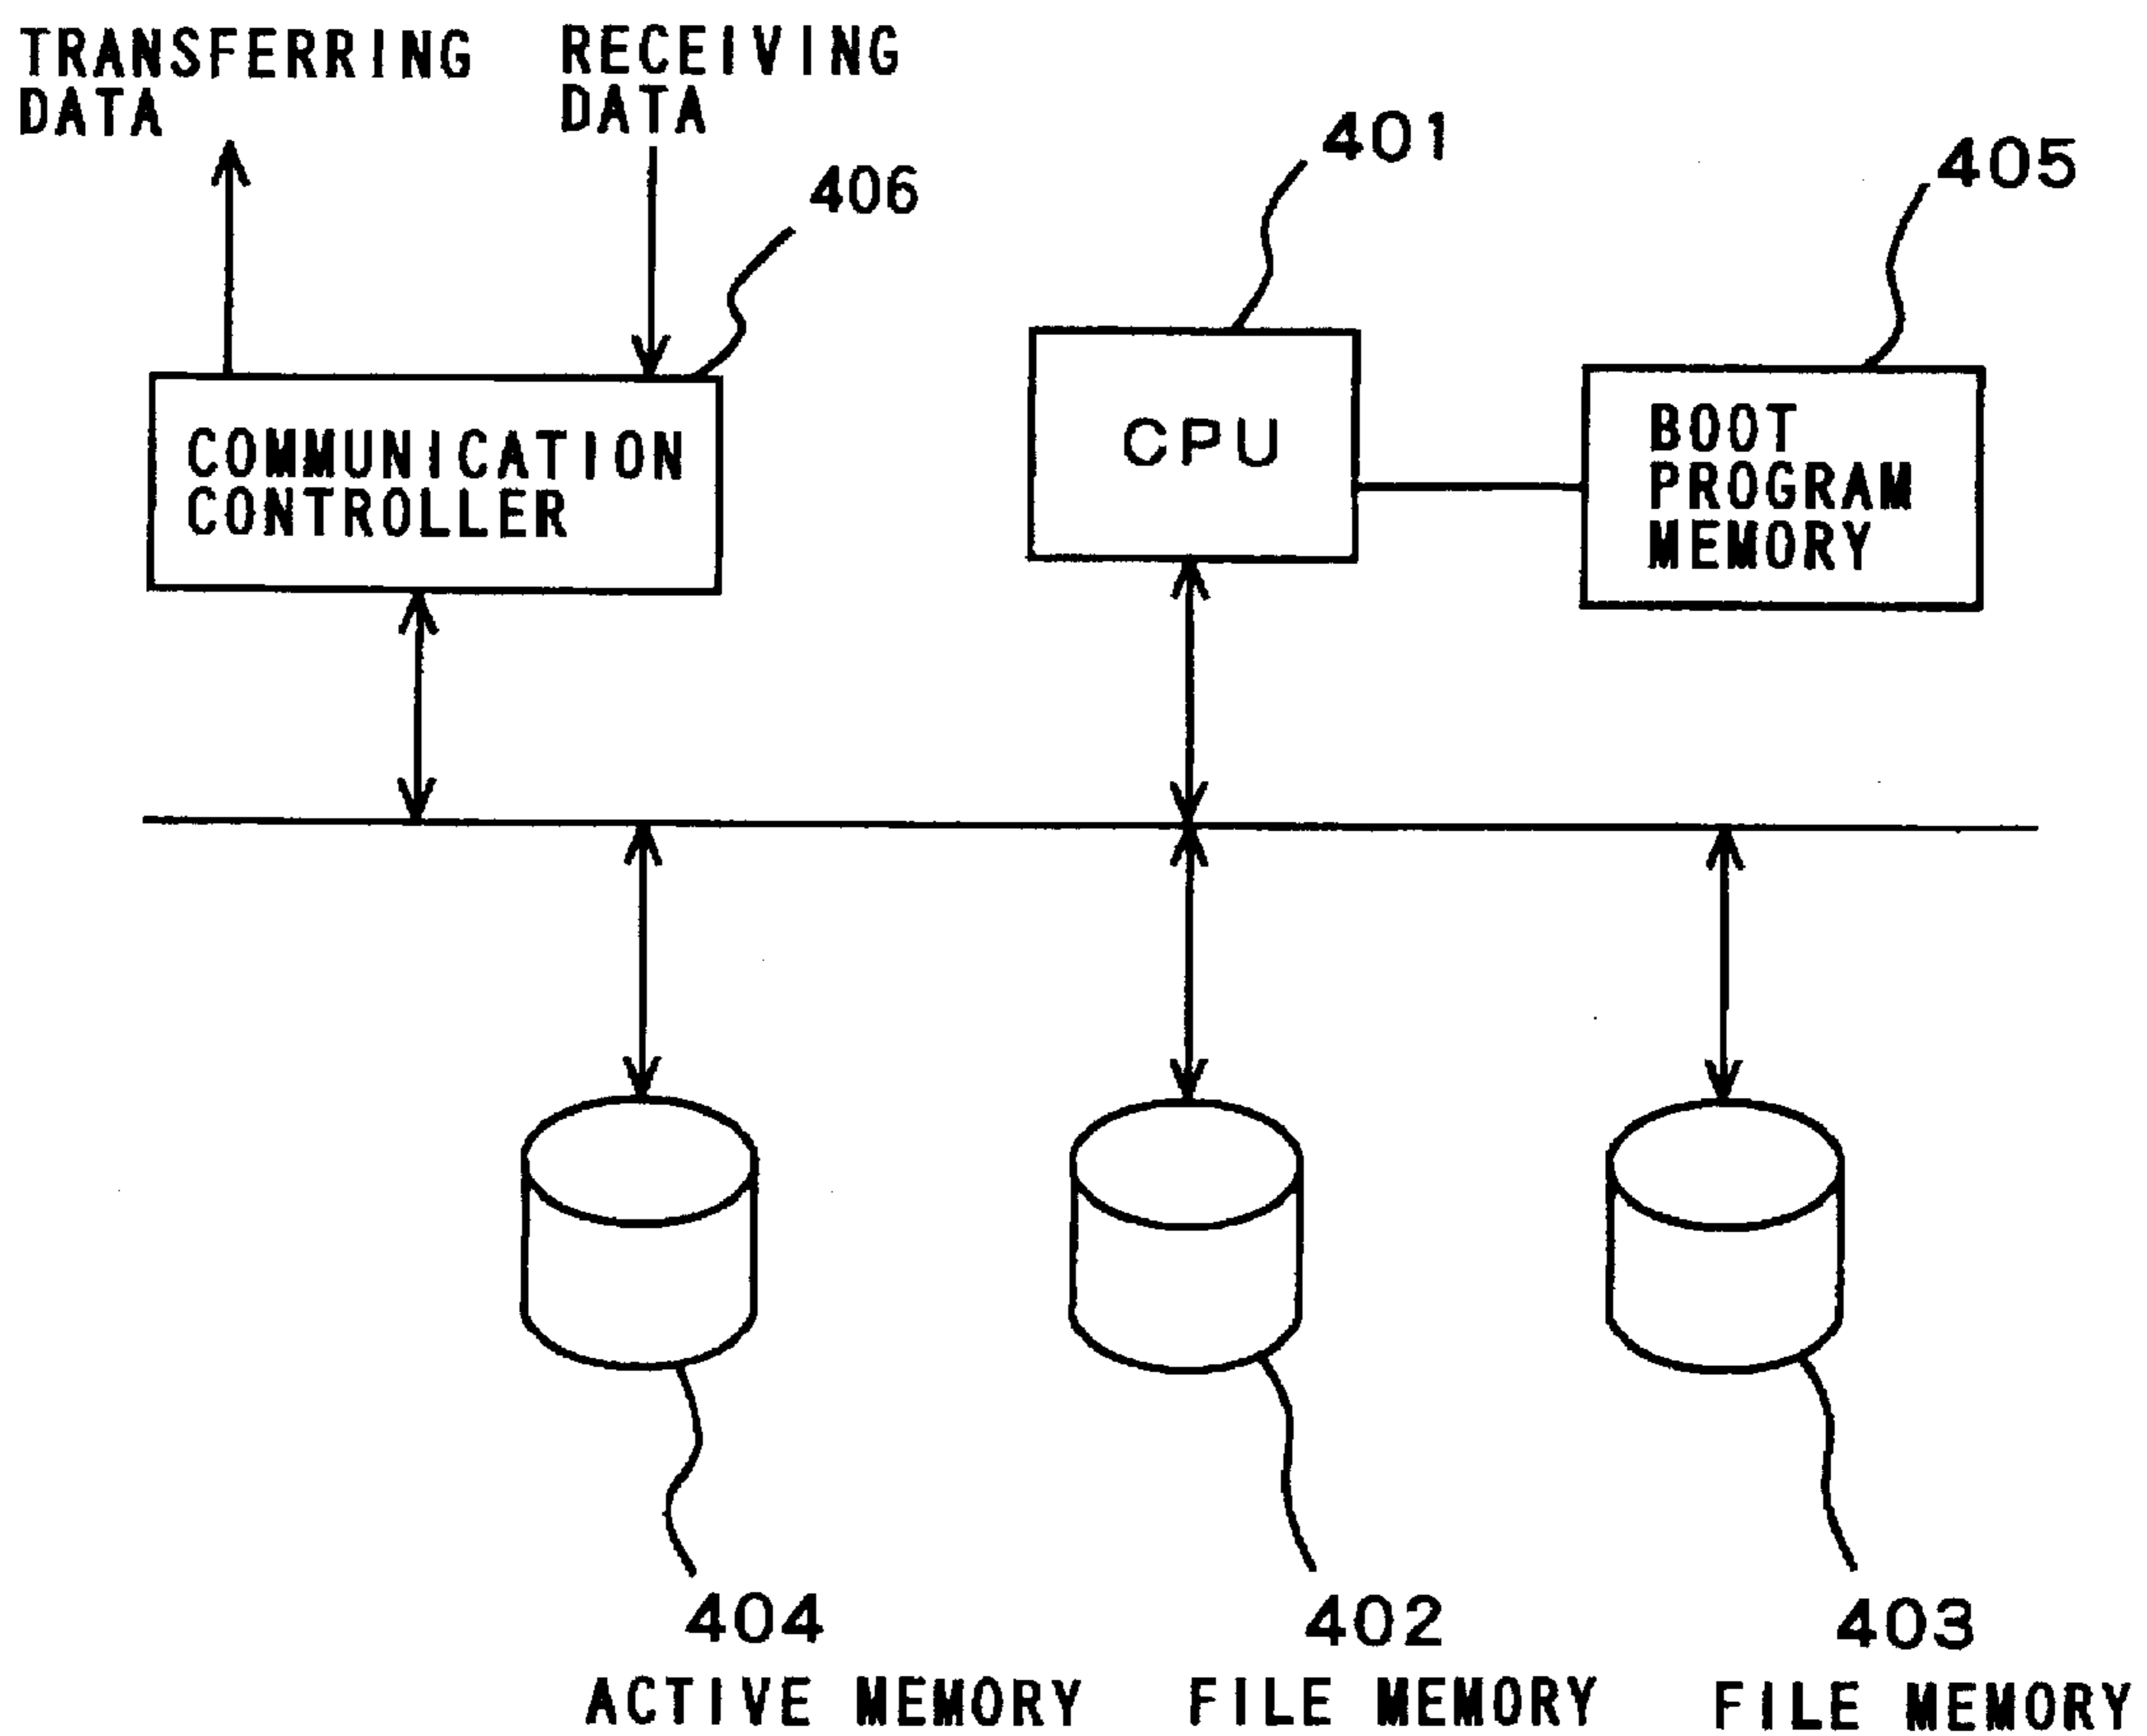 TRANSFERRING
DATA
RECEIVING
DATA
406
401
405
COMMUNICATION
CONTROLLER
CPU
BOOT
PROGRAM
MEMORY
404
402
403
ACTIVE MEMORY
FILE MEMORY
FILE MEMORY